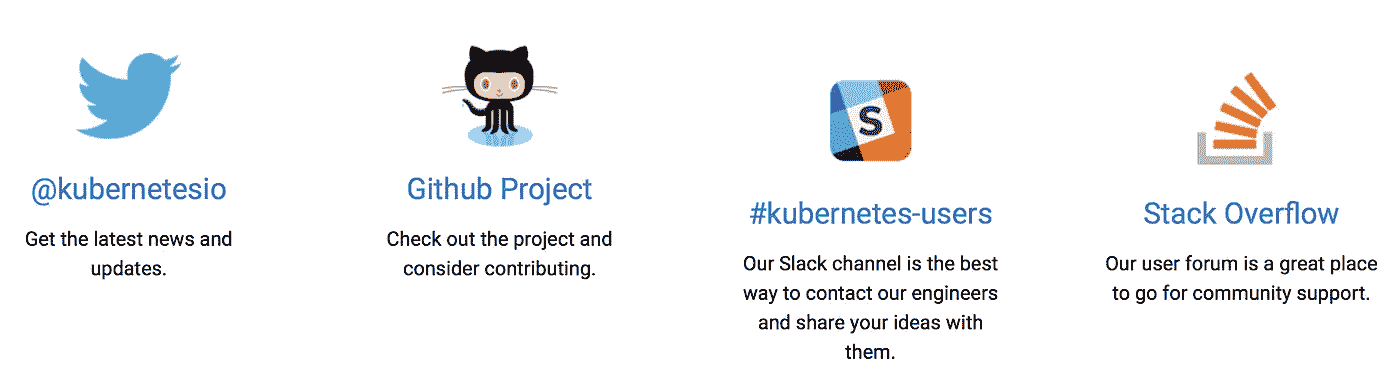 @kubernetesio
Get the latest news and
updates.
Github Project
Check out the project and
consider contributing.
S
#kubernetes-users
Our Slack channel is the best
way to contact our engineers
and share your ideas with
them.
Stack Overflow
Our user forum is a great place
to go for community support.